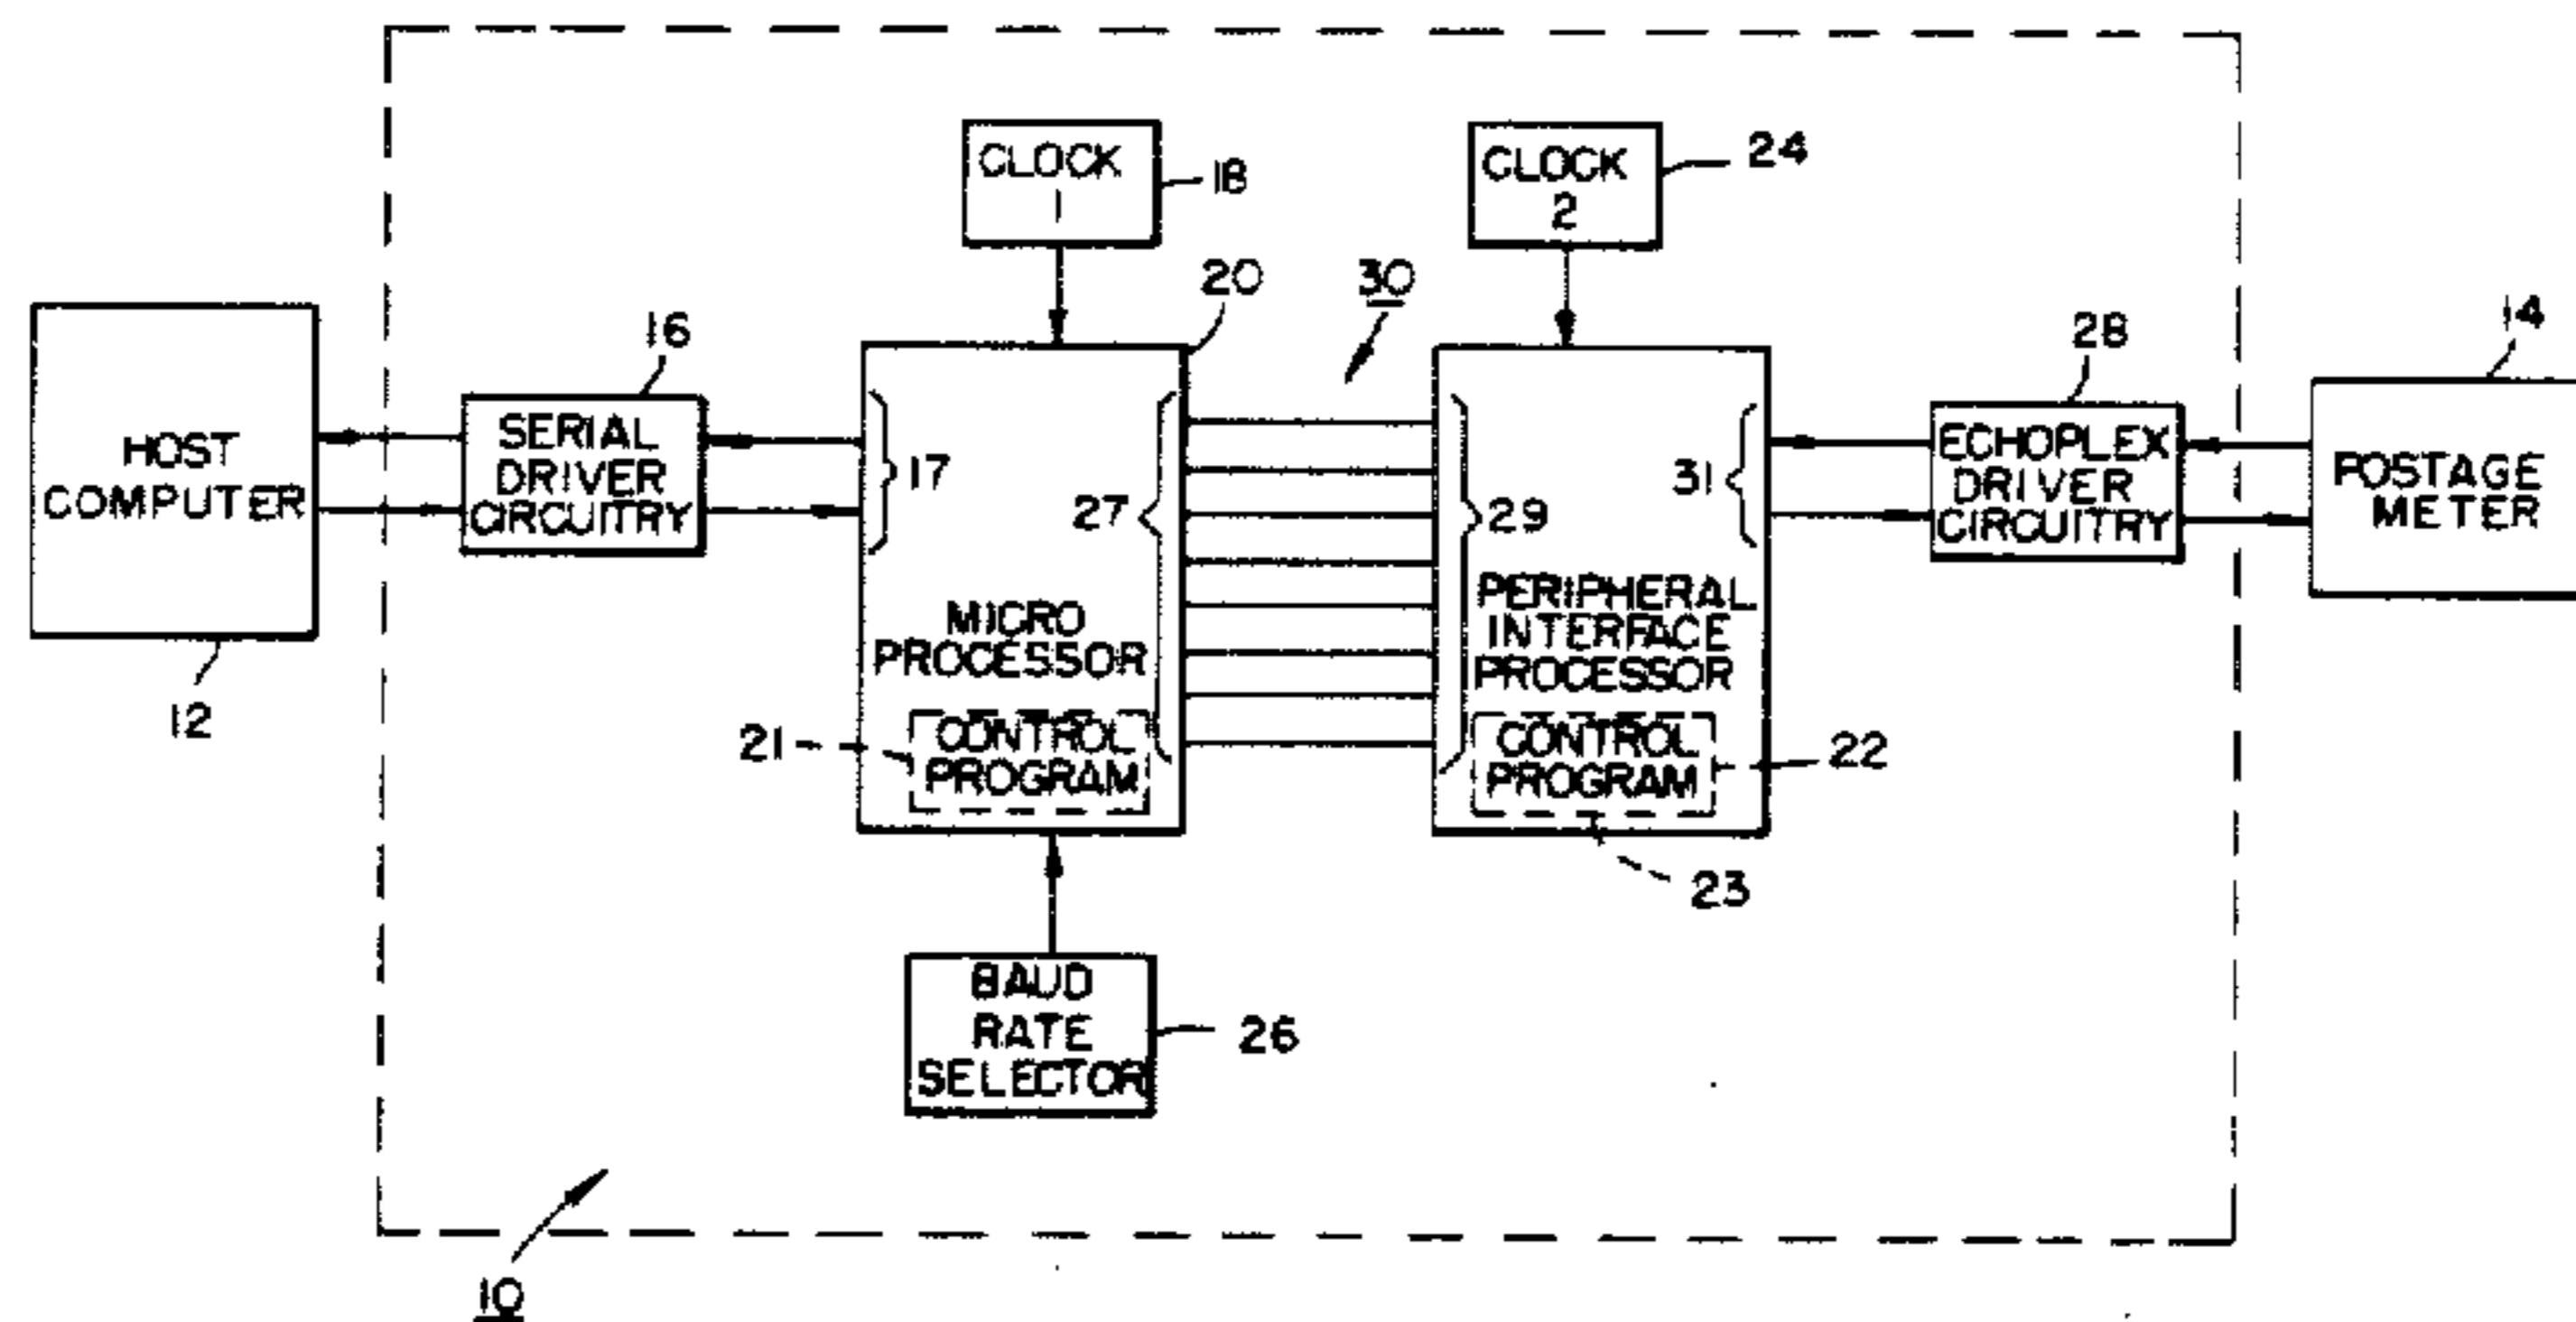 CLOCK
1
18
CLOCK
2
24
20
30
16
28
14
HOST
COMPUTER
12
SERIAL
DRIVER
CIRCUITRY
17
27
29
31
ECHOPLEX
DRIVER
CIRCUITRY
POSTAGE
METER
MICRO
PROCESSOR
PERIPHERAL
INTERFACE
PROCESSOR
21
CONTROL
PROGRAM
CONTROL
PROGRAM
22
23
BAUD
RATE
SELECTOR
26
10